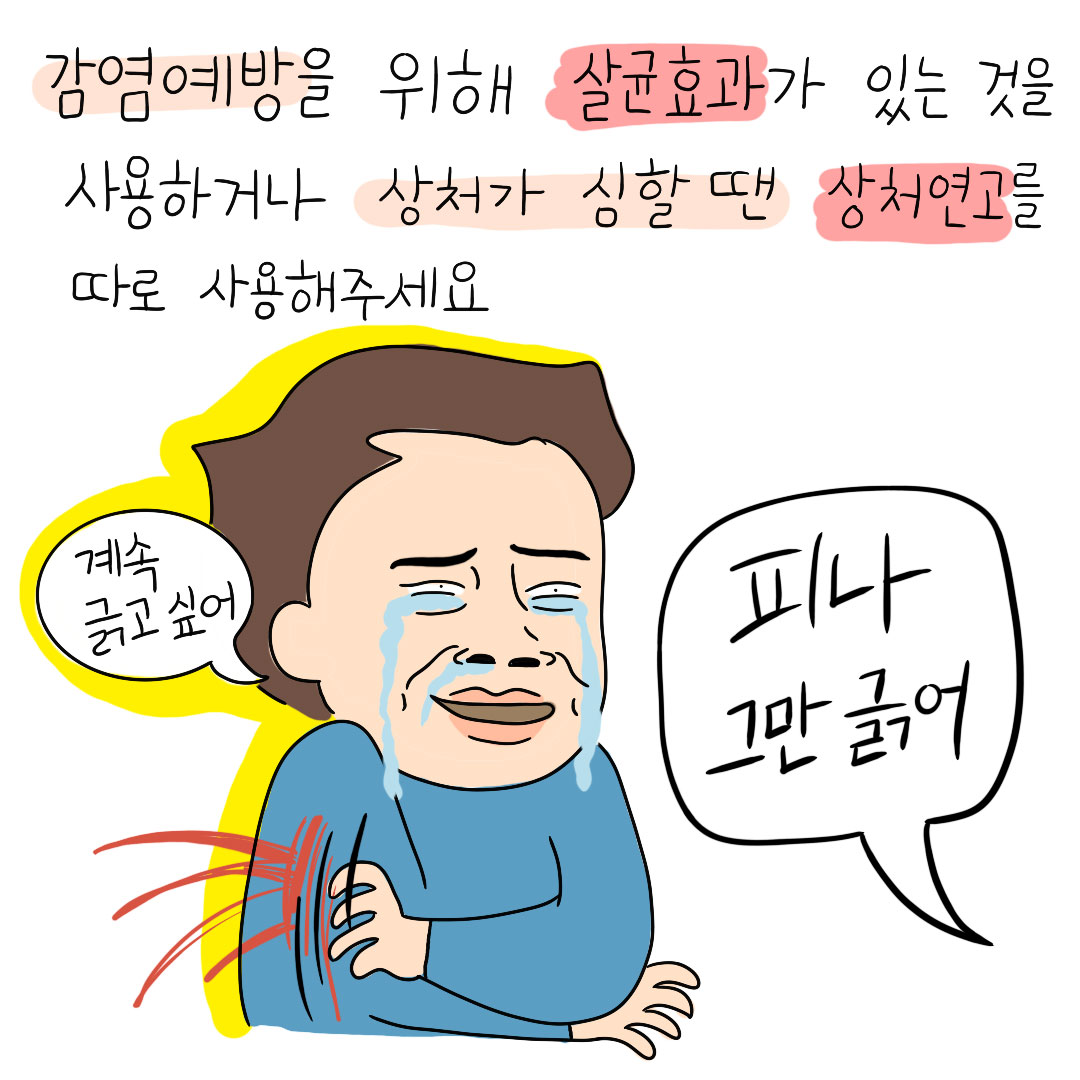 감염예방을 위해 살균효과가 있는 것을
사용하거나 상처가 심할 땐 상처연고를
따로 사용해주세요
계속
긁고 싶어
피나
그만 긁어